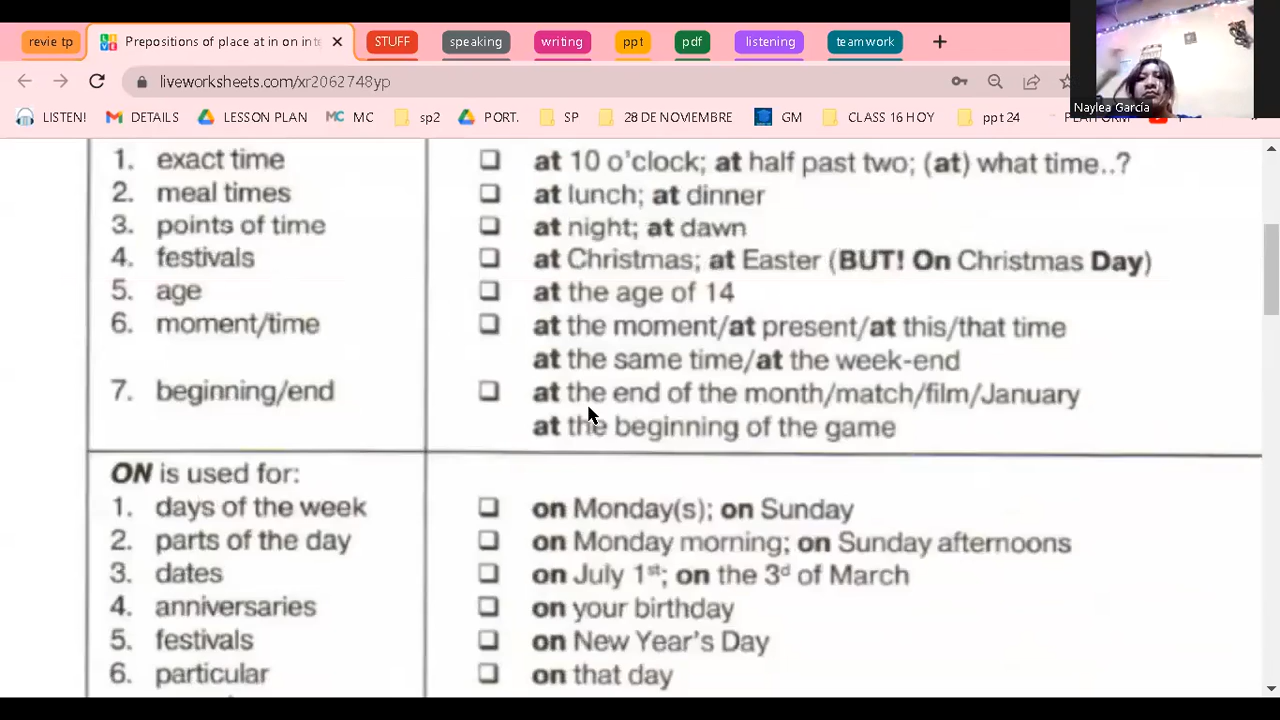 revie tp
Prepositions of place at in on inte
STUFF
speaking
writing
ppt
pdf
listening
teamwork
liveworksheets.com/xr2062748yp
Naylea García
LISTEN!
DETAILS
LESSON PLAN
MC
MC
sp2
PORT.
SP
28 DE NOVIEMBRE
GM
CLASS 16 HOY
ppt 24
1. exact time
at 10 o'clock; at half past two; (at) what time..?
2. meal times
at lunch; at dinner
3. points of time
at night; at dawn
4. festivals
at Christmas; at Easter (BUT! On Christmas Day)
5. age
at the age of 14
6. moment/time
at the moment/at present/at this/that time
at the same time/at the week-end
7. beginning/end
at the end of the month/match/film/January
at the beginning of the game
ON is used for:
1. days of the week
on Monday(s); on Sunday
2. parts of the day
on Monday morning; on Sunday afternoons
3. dates
on July 1st; on the 3d of March
4. anniversaries
on your birthday
5. festivals
on New Year's Day
6. particular
on that day